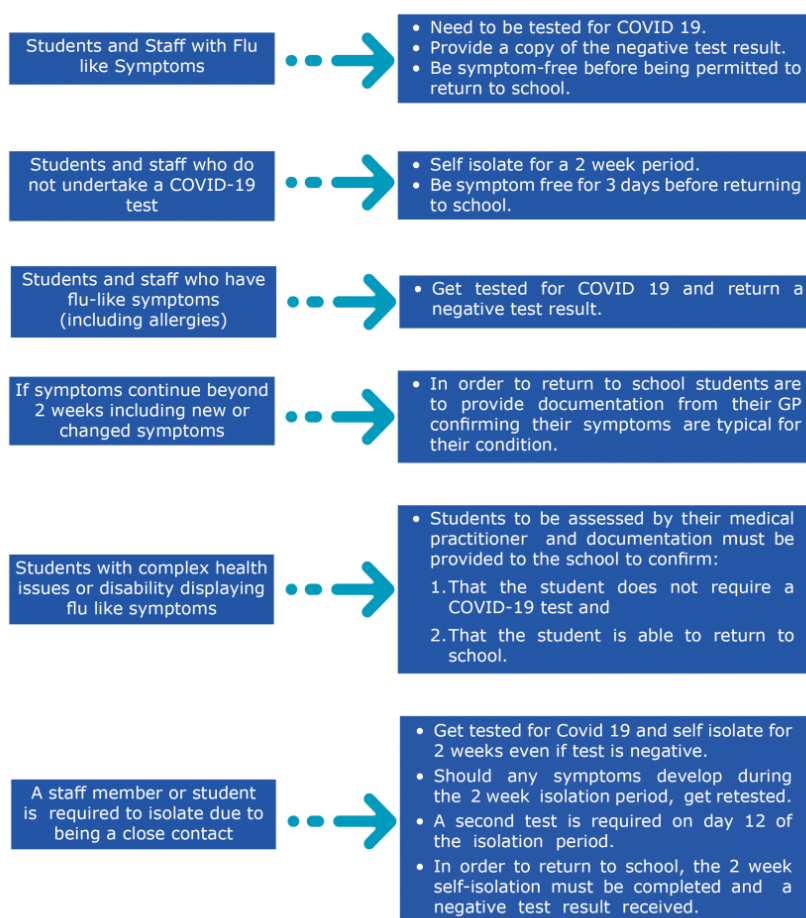 Students and Staff with Flu
like Symptoms
• Need to be tested for COVID 19.
• Provide a copy of the negative test result.
• Be symptom-free before being permitted to
return to school.
Students and staff who do
not undertake a COVID-19
test
• Self isolate for a 2 week period.
• Be symptom free for 3 days before returning
to school.
Students and staff who have
flu-like symptoms
(including allergies)
• Get tested for COVID 19 and return a
negative test result.
If symptoms continue beyond
2 weeks including new or
changed symptoms
• In order to return to school students are
to provide documentation from their GP
confirming their symptoms are typical for
their condition.
Students with complex health
issues or disability displaying
flu like symptoms
• Students to be assessed by their medical
practitioner and documentation must be
provided to the school to confirm:
1. That the student does not require a
COVID-19 test and
2. That the student is able to return to
school.
A staff member or student
is required to isolate due to
being a close contact
• Get tested for Covid 19 and self isolate for
2 weeks even if test is negative.
• Should any symptoms develop during
the 2 week isolation period, get retested.
• A second test is required on day 12 of
the isolation period.
• In order to return to school, the 2 week
self-isolation must be completed and a
negative test result received.